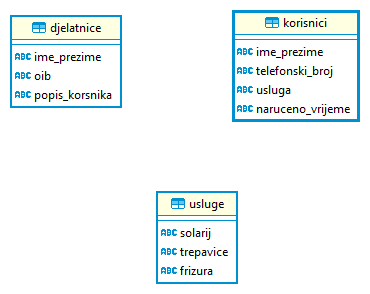 djelatnice
ABC ime_prezime
ABC oib
ABC popis_korsnika
korisnici
ABC ime_prezime
ABC telefonski_broj
ABC usluga
ABC naruceno_vrijeme
usluge
ABC solarij
ABC trepavice
ABC frizura